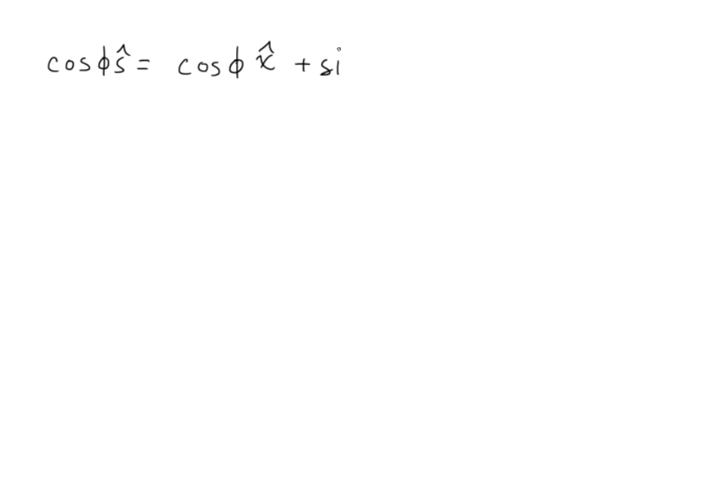 cosϕŝ = cosϕ x̂ + si